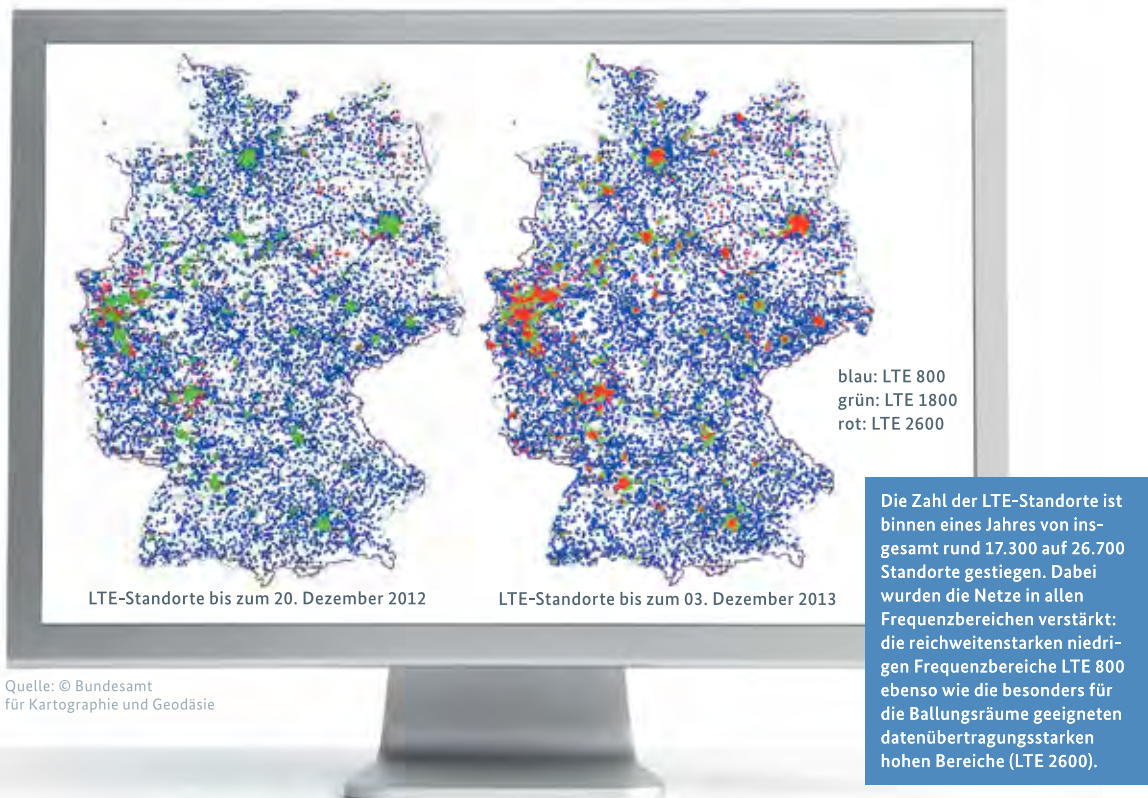 blau: LTE 800
grün: LTE 1800
rot: LTE 2600
LTE-Standorte bis zum 20. Dezember 2012
LTE-Standorte bis zum 03. Dezember 2013
Die Zahl der LTE-Standorte ist
binnen eines Jahres von ins-
gesamt rund 17.300 auf 26.700
Standorte gestiegen. Dabei
wurden die Netze in allen
Frequenzbereichen verstärkt:
die reichweitenstarken niedri-
gen Frequenzbereiche LTE 800
ebenso wie die besonders für
die Ballungsräume geeigneten
datenübertragungsstarken
hohen Bereiche (LTE 2600).
Quelle: © Bundesamt
für Kartographie und Geodäsie